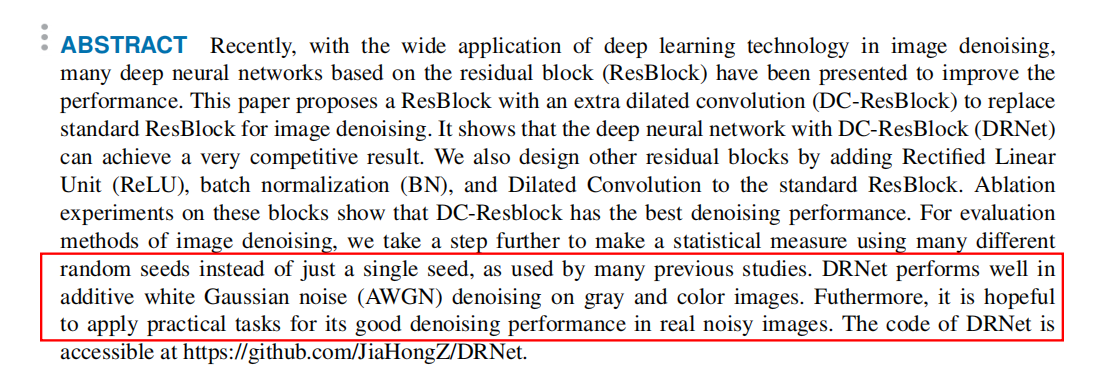 ABSTRACT Recently, with the wide application of deep learning technology in image denoising,
many deep neural networks based on the residual block (ResBlock) have been presented to improve the
performance. This paper proposes a ResBlock with an extra dilated convolution (DC-ResBlock) to replace
standard ResBlock for image denoising. It shows that the deep neural network with DC-ResBlock (DRNet)
can achieve a very competitive result. We also design other residual blocks by adding Rectified Linear
Unit (ReLU), batch normalization (BN), and Dilated Convolution to the standard ResBlock. Ablation
experiments on these blocks show that DC-Resblock has the best denoising performance. For evaluation
methods of image denoising, we take a step further to make a statistical measure using many different
random seeds instead of just a single seed, as used by many previous studies. DRNet performs well in
additive white Gaussian noise (AWGN) denoising on gray and color images. Futhermore, it is hopeful
to apply practical tasks for its good denoising performance in real noisy images. The code of DRNet is
accessible at https://github.com/JiaHongZ/DRNet.